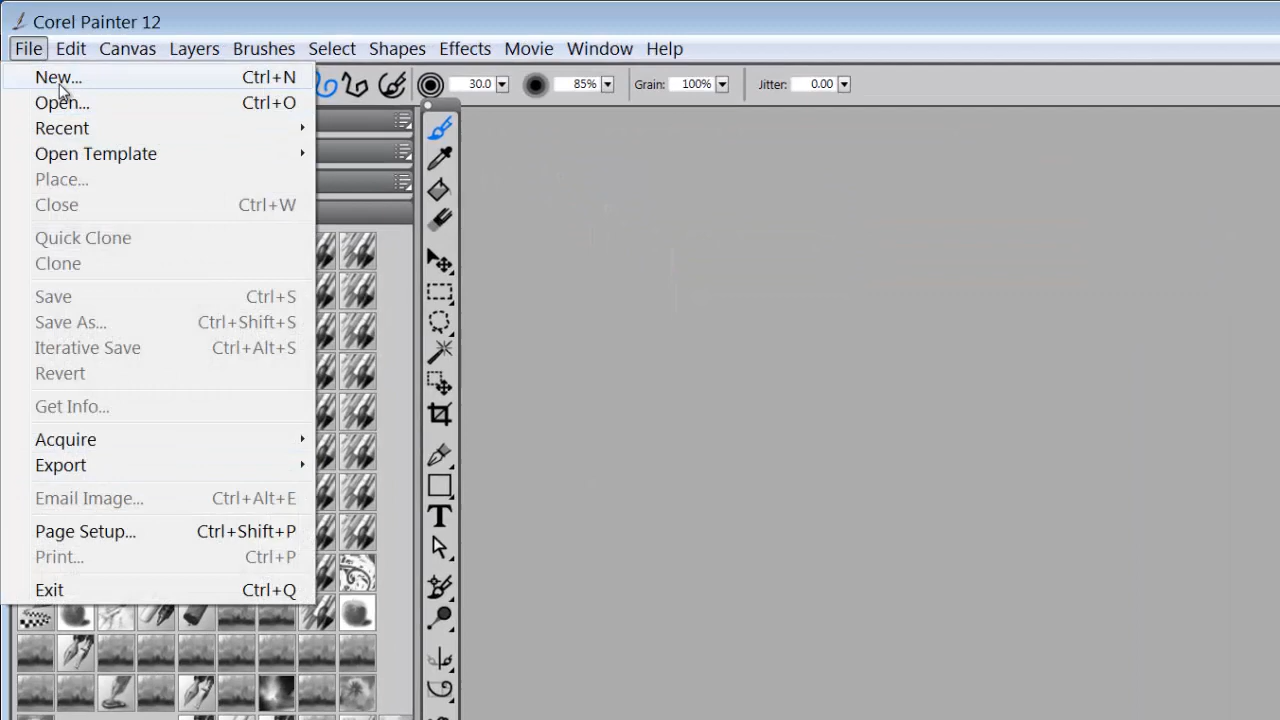 Corel Painter 12
File Edit Canvas Layers Brushes Select Shapes Effects Movie Window Help
30.0 85% Grain: 100% Jitter: 0.00
New... Ctrl+N
Open... Ctrl+O
Recent
Open Template
Place...
Close Ctrl+W
Quick Clone
Clone
Save Ctrl+S
Save As... Ctrl+Shift+S
Iterative Save Ctrl+Alt+S
Revert
Get Info...
Acquire
Export
Email Image... Ctrl+Alt+E
Page Setup... Ctrl+Shift+P
Print... Ctrl+P
Exit Ctrl+Q
T